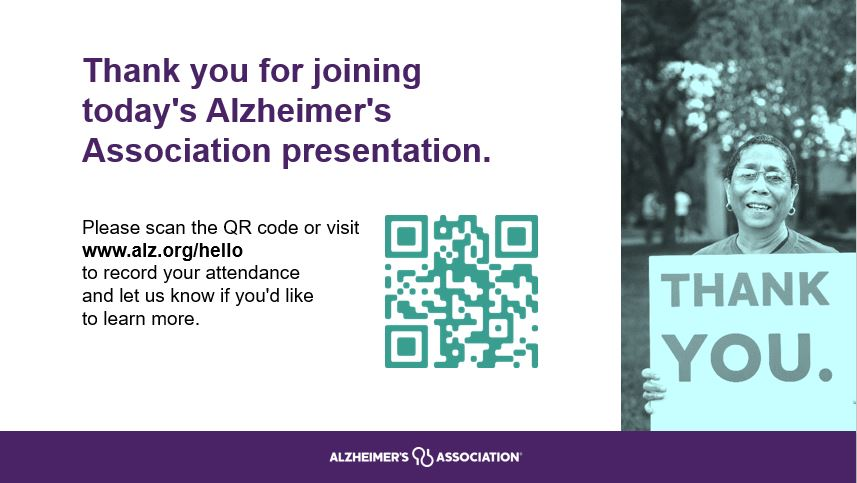 Thank you for joining
today's Alzheimer's
Association presentation.
Please scan the QR code or visit
www.alz.org/hello
to record your attendance
and let us know if you'd like
to learn more.
THANK
YOU.
ALZHEIMER'S ASSOCIATION®